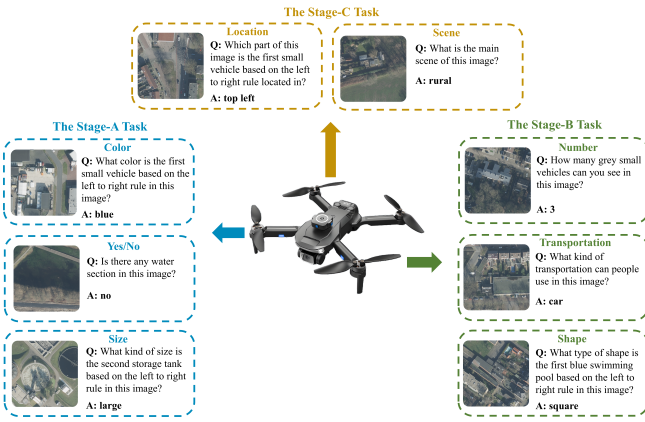 The Stage-C Task
Location
Q: Which part of this
image is the first small
vehicle based on the left
to right rule located in?
A: top left
Scene
Q: What is the main
scene of this image?
A: rural
The Stage-A Task
Color
Q: What color is the first
small vehicle based on the
left to right rule in this
image?
A: blue
Yes/No
Q: Is there any water
section in this image?
A: no
Size
Q: What kind of size is
the second storage tank
based on the left to right
rule in this image?
A: large
The Stage-B Task
Number
Q: How many grey small
vehicles can you see in
this image?
A: 3
Transportation
Q: What kind of
transportation can people
use in this image?
A: car
Shape
Q: What type of shape is
the first blue swimming
pool based on the left to
right rule in this image?
A: square